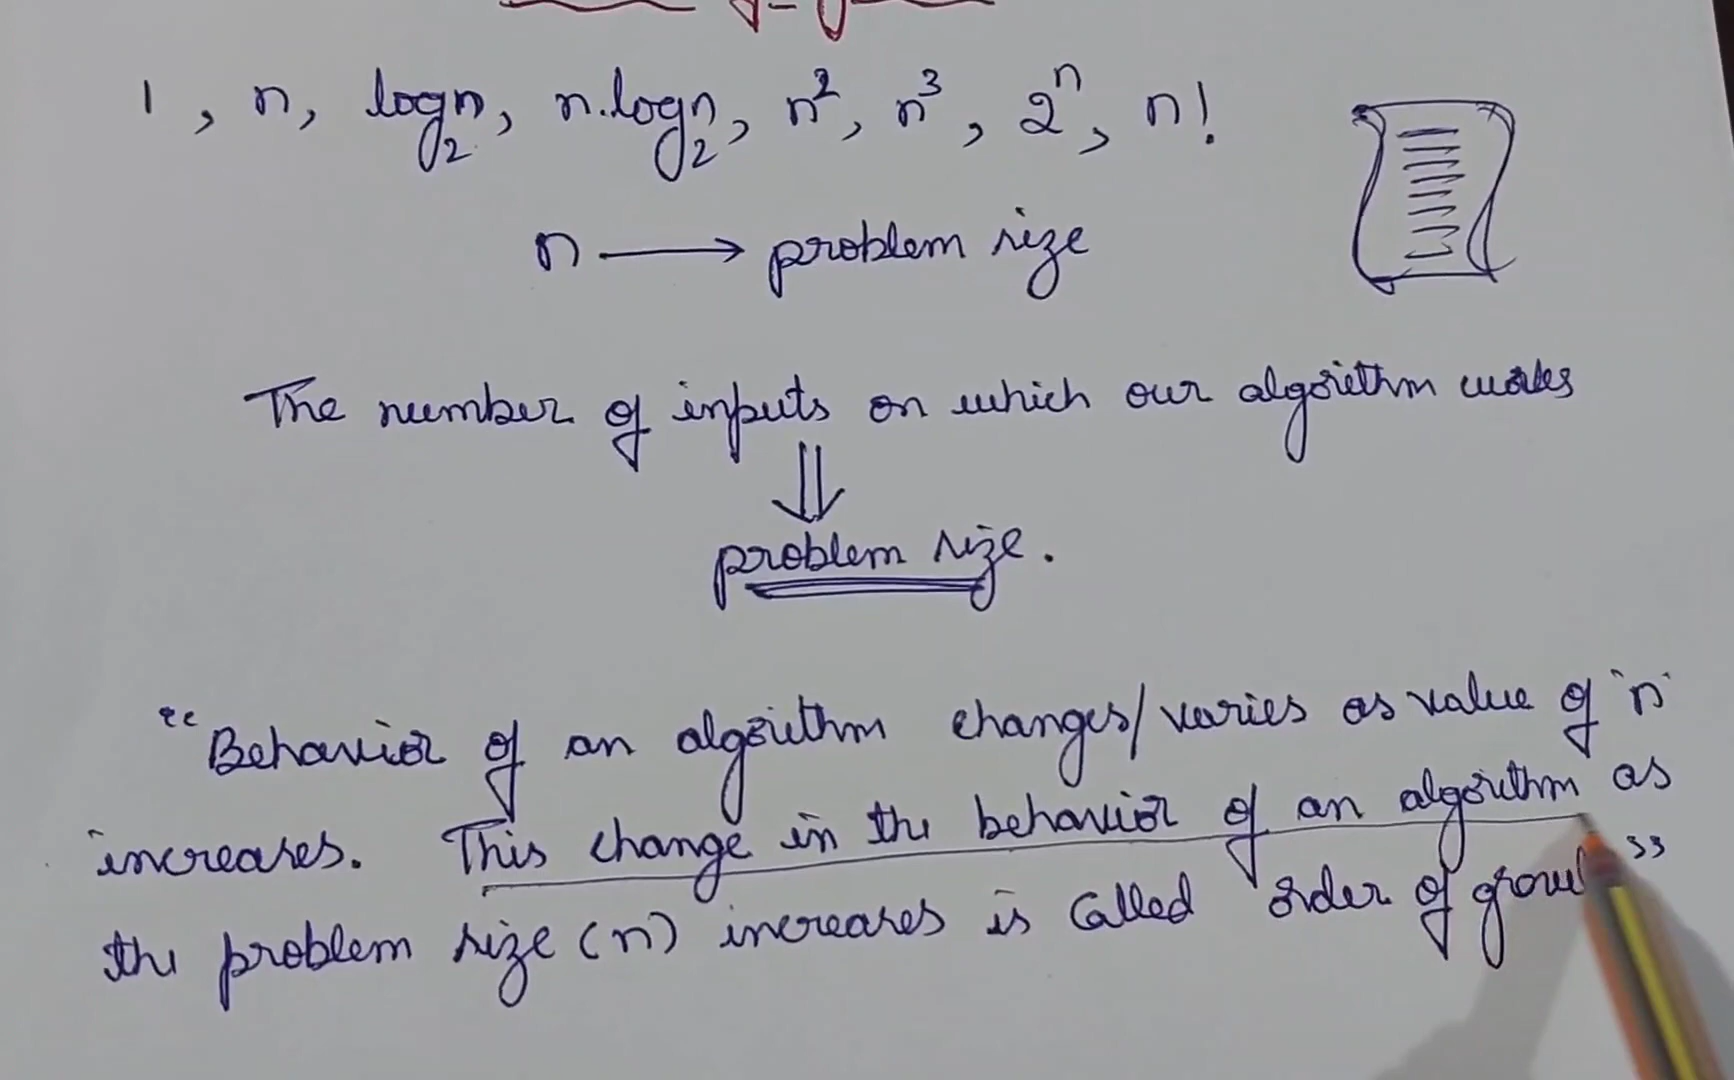 1, n, log₂n, n.log₂n, n², n³, 2ⁿ, n!
n → problem size
The number of inputs on which our algorithm works
⇓
problem size.
"Behavior of an algorithm changes/varies as value of 'n'
increases. This change in the behavior of an algorithm as
the problem size (n) increases is called order of "